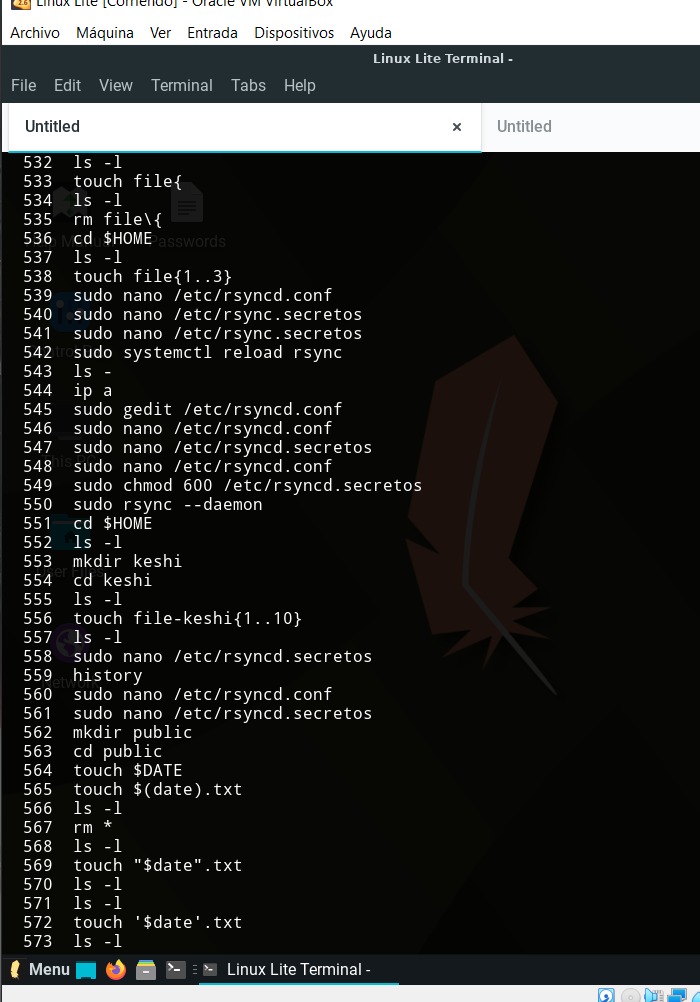 Linux Lite [Corriendo] - Oracle VM VirtualBox
Archivo Máquina Ver Entrada Dispositivos Ayuda
Linux Lite Terminal -
File Edit View Terminal Tabs Help
Untitled × Untitled
532 ls -l
533 touch file{
534 ls -l
535 rm file\{
536 cd $HOME
Passwords
537 ls -l
538 touch file{1..3}
539 sudo nano /etc/rsyncd.conf
540 sudo nano /etc/rsync.secretos
541 sudo nano /etc/rsync.secretos
542 sudo systemctl reload rsync
543 ls -
544 ip a
545 sudo gedit /etc/rsyncd.conf
546 sudo nano /etc/rsyncd.conf
547 sudo nano /etc/rsyncd.secretos
548 sudo nano /etc/rsyncd.conf
549 sudo chmod 600 /etc/rsyncd.secretos
550 sudo rsync --daemon
551 cd $HOME
552 ls -l
553 mkdir keshi
554 cd keshi
555 ls -l
556 touch file-keshi{1..10}
557 ls -l
558 sudo nano /etc/rsyncd.secretos
559 history
Network
560 sudo nano /etc/rsyncd.conf
561 sudo nano /etc/rsyncd.secretos
562 mkdir public
563 cd public
564 touch $DATE
565 touch $(date).txt
566 ls -l
567 rm *
568 ls -l
569 touch "$date".txt
570 ls -l
571 ls -l
572 touch '$date'.txt
573 ls -l
Menu Linux Lite Terminal -